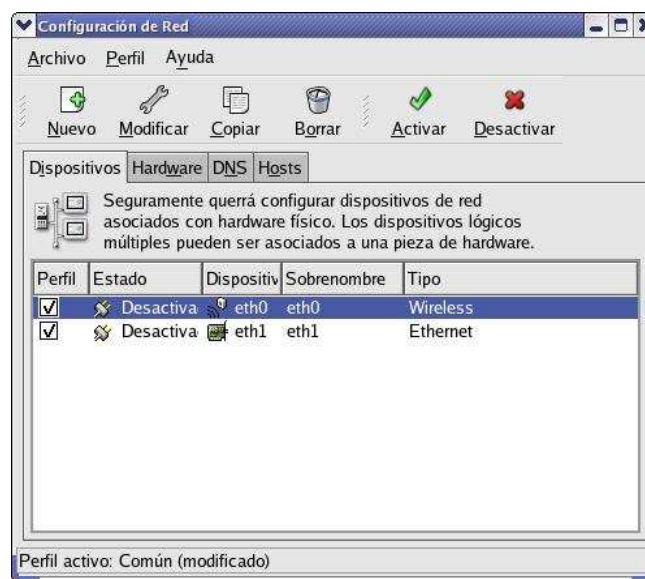 Configuración de Red
Archivo Perfil Ayuda
Nuevo Modificar Copiar Borrar Activar Desactivar
Dispositivos Hardware DNS Hosts
Seguramente querrá configurar dispositivos de red
asociados con hardware físico. Los dispositivos lógicos
múltiples pueden ser asociados a una pieza de hardware.
Perfil Estado Dispositiv Sobrenombre Tipo
Desactiva eth0 eth0 Wireless
Desactiva eth1 eth1 Ethernet
Perfil activo: Común (modificado)